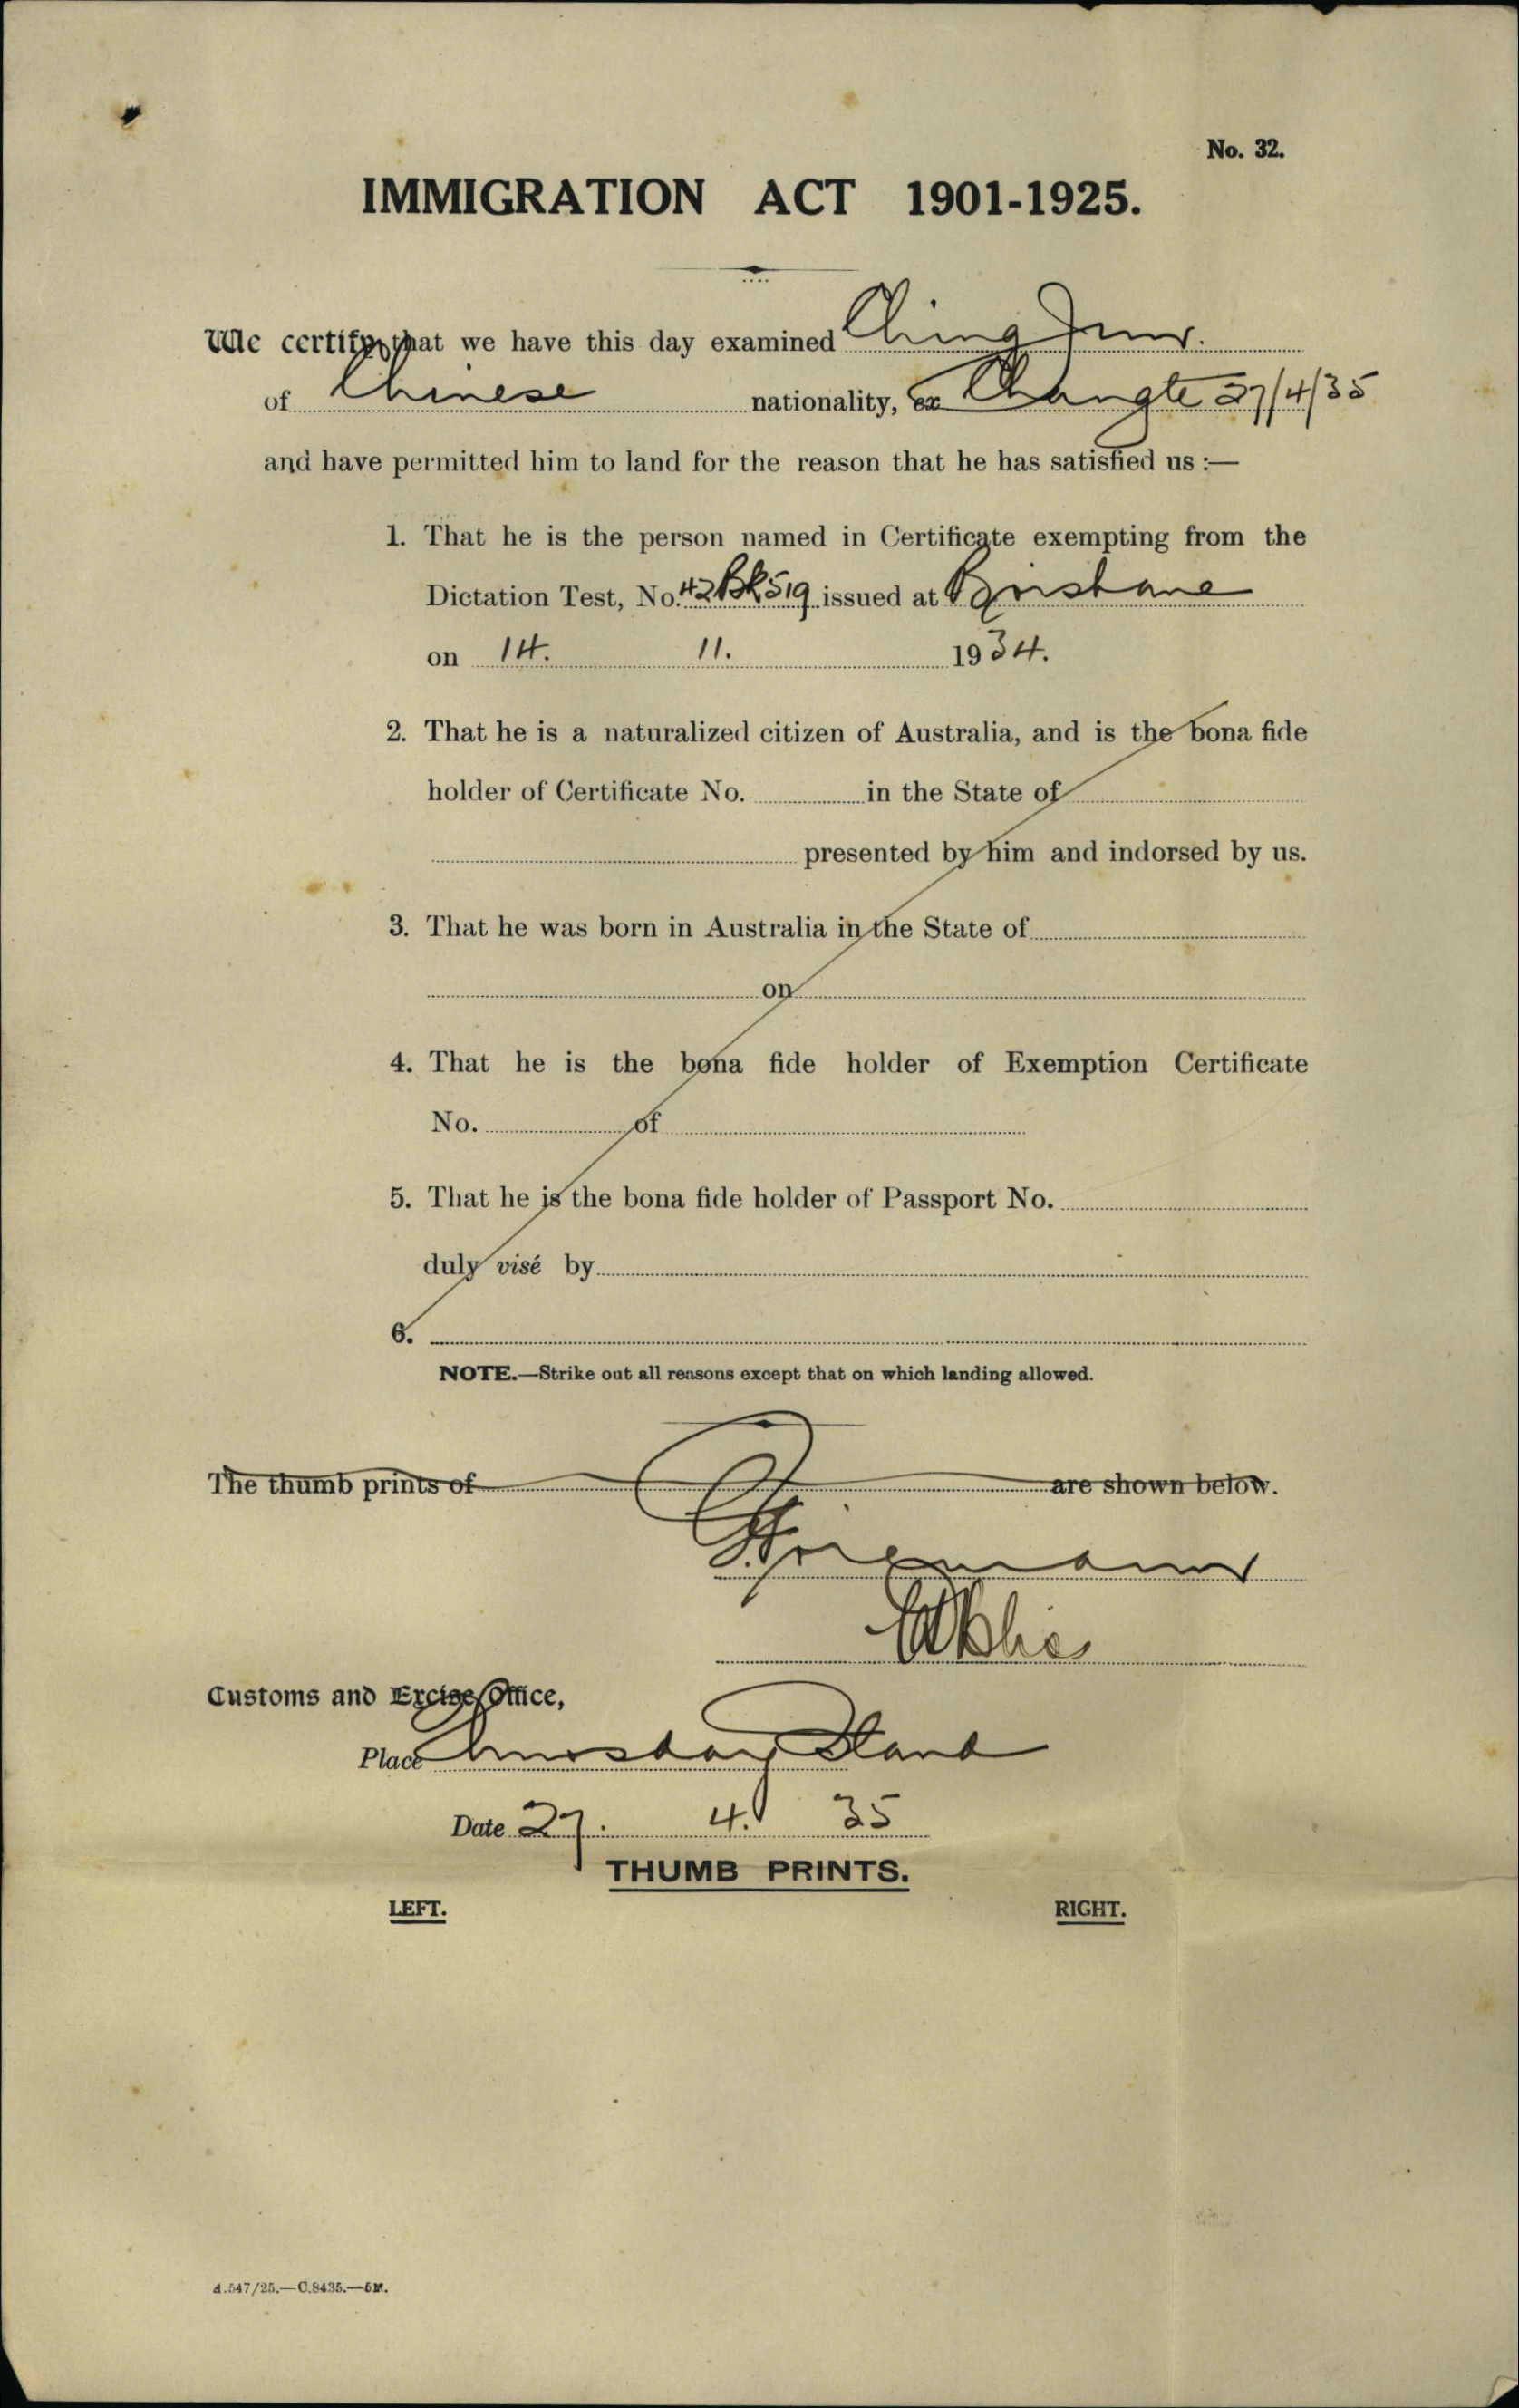 No. 32.
IMMIGRATION ACT 1901-1925.
We certify that we have this day examined Ching
of Chinese nationality, ex Changte 27/4/35
and have permitted him to land for the reason that he has satisfied us :—
1. That he is the person named in Certificate exempting from the
Dictation Test, No. 42 Bk 519 issued at Brisbane
on 14. 11. 1934.
2. That he is a naturalized citizen of Australia, and is the bona fide
holder of Certificate No. in the State of
presented by him and indorsed by us.
3. That he was born in Australia in the State of
on
4. That he is the bona fide holder of Exemption Certificate
No. of
5. That he is the bona fide holder of Passport No.
duly visé by
6.
NOTE.—Strike out all reasons except that on which landing allowed.
The thumb prints of are shown below.
Customs and Excise Office,
Place Thursday Island
Date 27. 4. 35
THUMB PRINTS.
LEFT. RIGHT.
A.547/25.—C.8435.—5M.